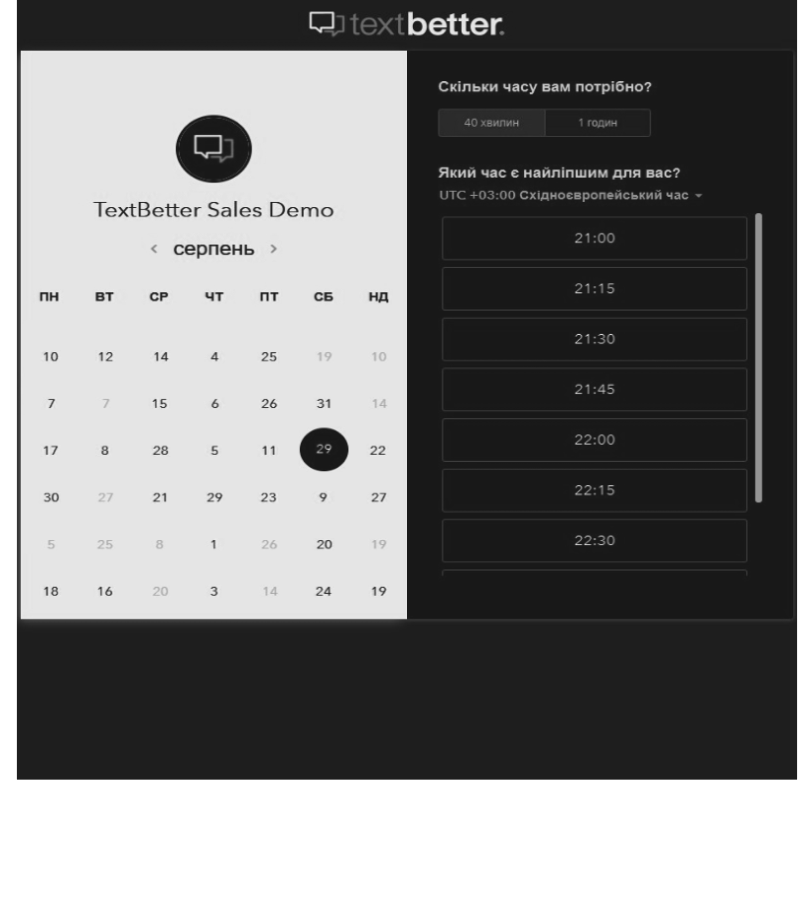 textbetter.
TextBetter Sales Demo
< серпень >
ПН ВТ СР ЧТ ПТ СБ НД
10 12 14 4 25 19 10
7 7 15 6 26 31 14
17 8 28 5 11 29 22
30 27 21 29 23 9 27
5 25 8 1 26 20 19
18 16 20 3 14 24 19
Скільки часу вам потрібно?
40 хвилин 1 годин
Який час є найліпшим для вас?
UTC +03:00 Східноєвропейський час
21:00
21:15
21:30
21:45
22:00
22:15
22:30